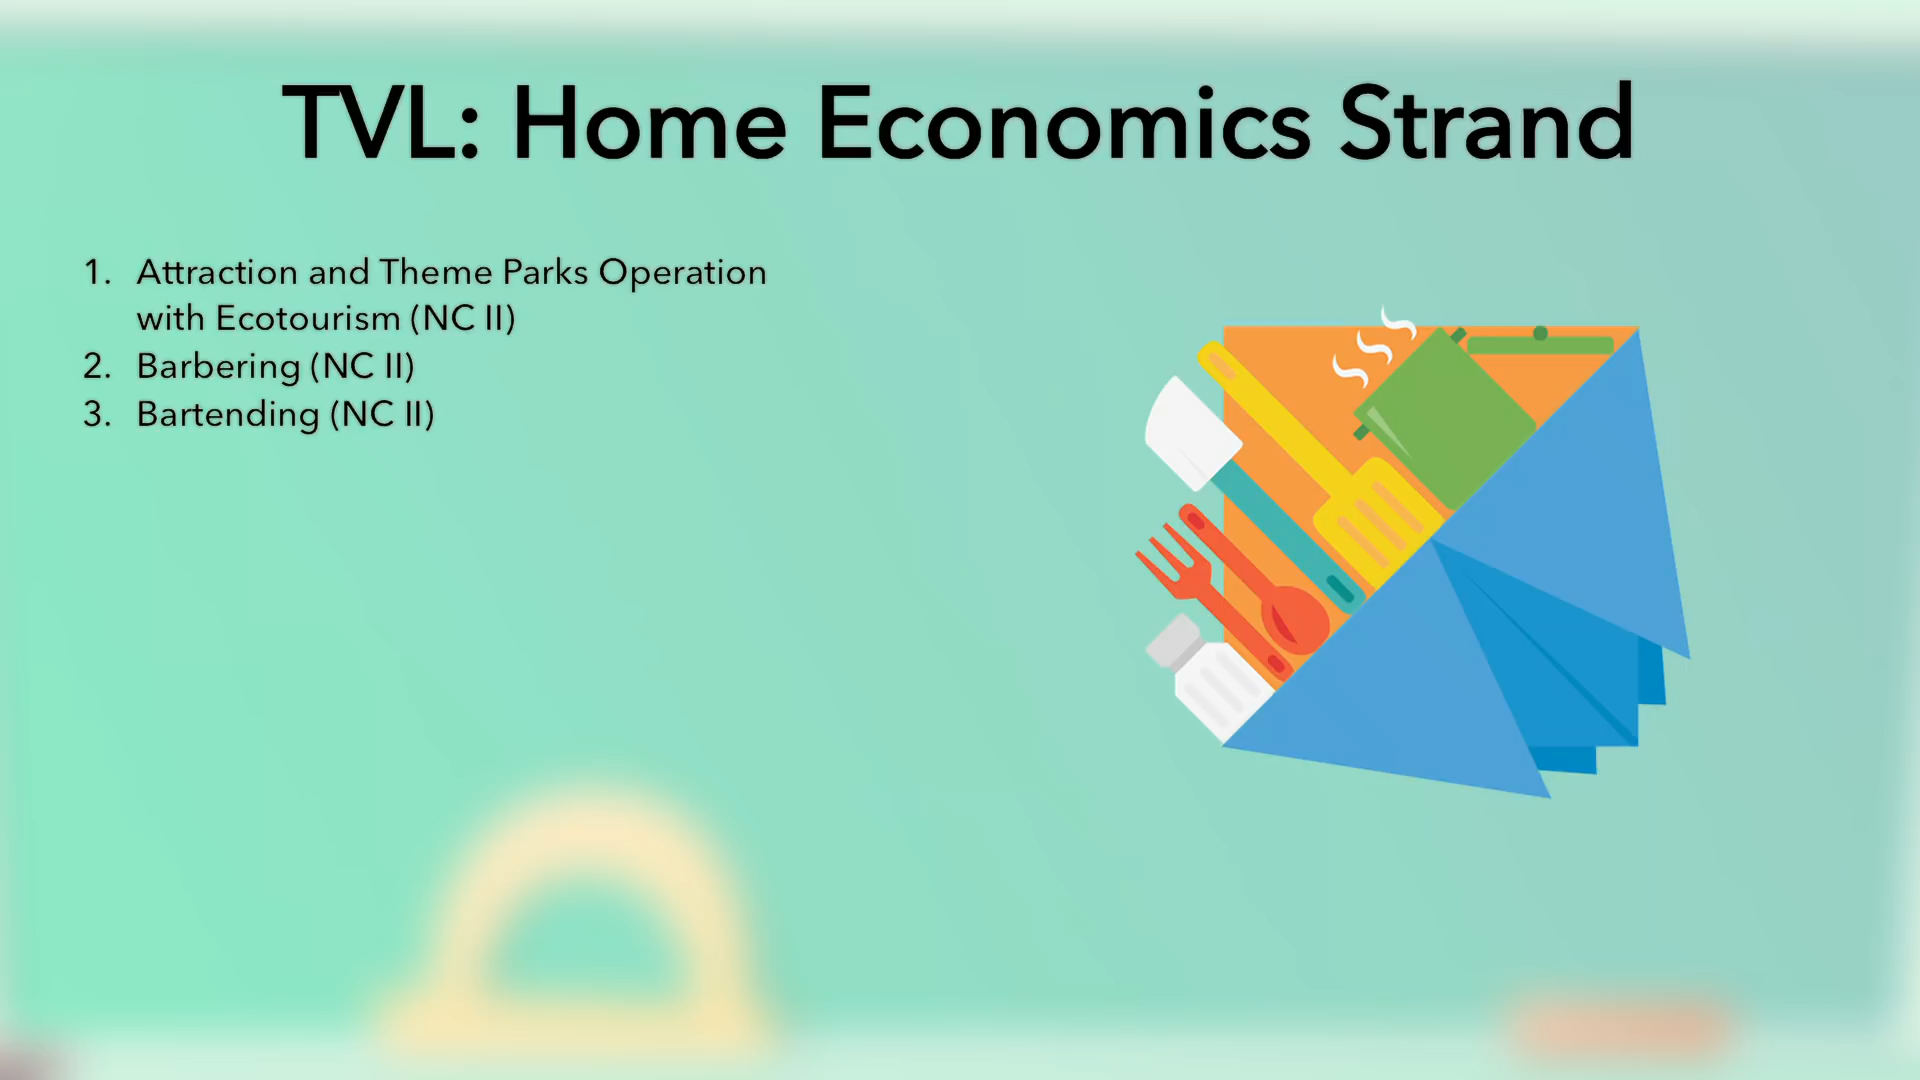 TVL: Home Economics Strand
1. Attraction and Theme Parks Operation
with Ecotourism (NC II)
2. Barbering (NC II)
3. Bartending (NC II)